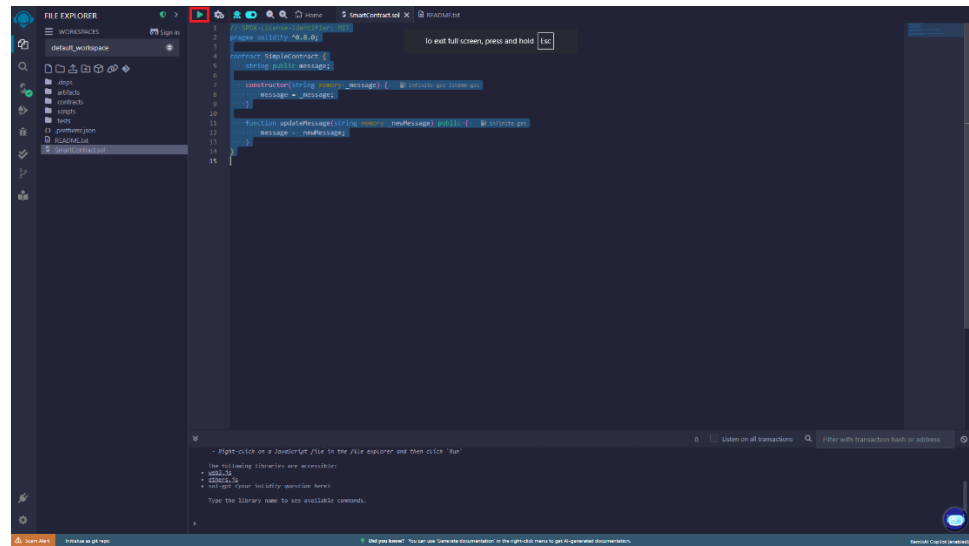 FILE EXPLORER
WORKSPACES
Sign in
default_workspace
.deps
artifacts
contracts
scripts
tests
.prettierrc.json
README.txt
SmartContract.sol
Home
SmartContract.sol
README.txt
To exit full screen, press and hold Esc
1 // SPDX-License-Identifier: MIT
2 pragma solidity ^0.8.0;
3
4 contract SimpleContract {
5 string public message;
6
7 constructor(string memory _message) { infinite gas
8 message = _message;
9 }
10
11 function updateMessage(string memory _newMessage) public { infinite gas
12 message = _newMessage;
13 }
14 }
15
0
Listen on all transactions
Filter with transaction hash or address
- Right-click on a JavaScript file in the file explorer and then click 'Run'
The following libraries are accessible:
web3.js
ethers.js
sol-gpt <your Solidity question here>
Type the library name to see available commands.
>
Scam Alert
Initialize as git repo
Did you know? You can use 'Generate documentation' in the right-click menu to get AI-generated documentation.
RemixAI Copilot (enabled)